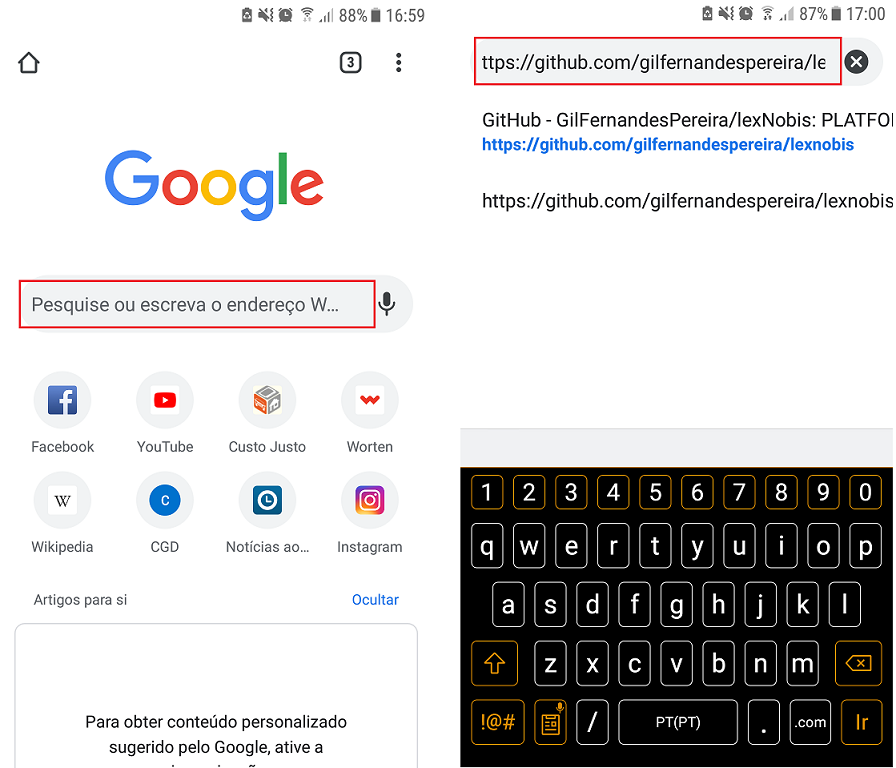 88% 16:59
3
Google
Pesquise ou escreva o endereço W...
Facebook YouTube Custo Justo Worten
W C
Wikipedia CGD Notícias ao... Instagram
Artigos para si Ocultar
Para obter conteúdo personalizado
sugerido pelo Google, ative a
87% 17:00
ttps://github.com/gilfernandespereira/le
GitHub - GilFernandesPereira/lexNobis: PLATFO
https://github.com/gilfernandespereira/lexnobis
https://github.com/gilfernandespereira/lexnobis
1 2 3 4 5 6 7 8 9 0
q w e r t y u i o p
a s d f g h j k l
z x c v b n m
!@# / PT(PT) . .com Ir